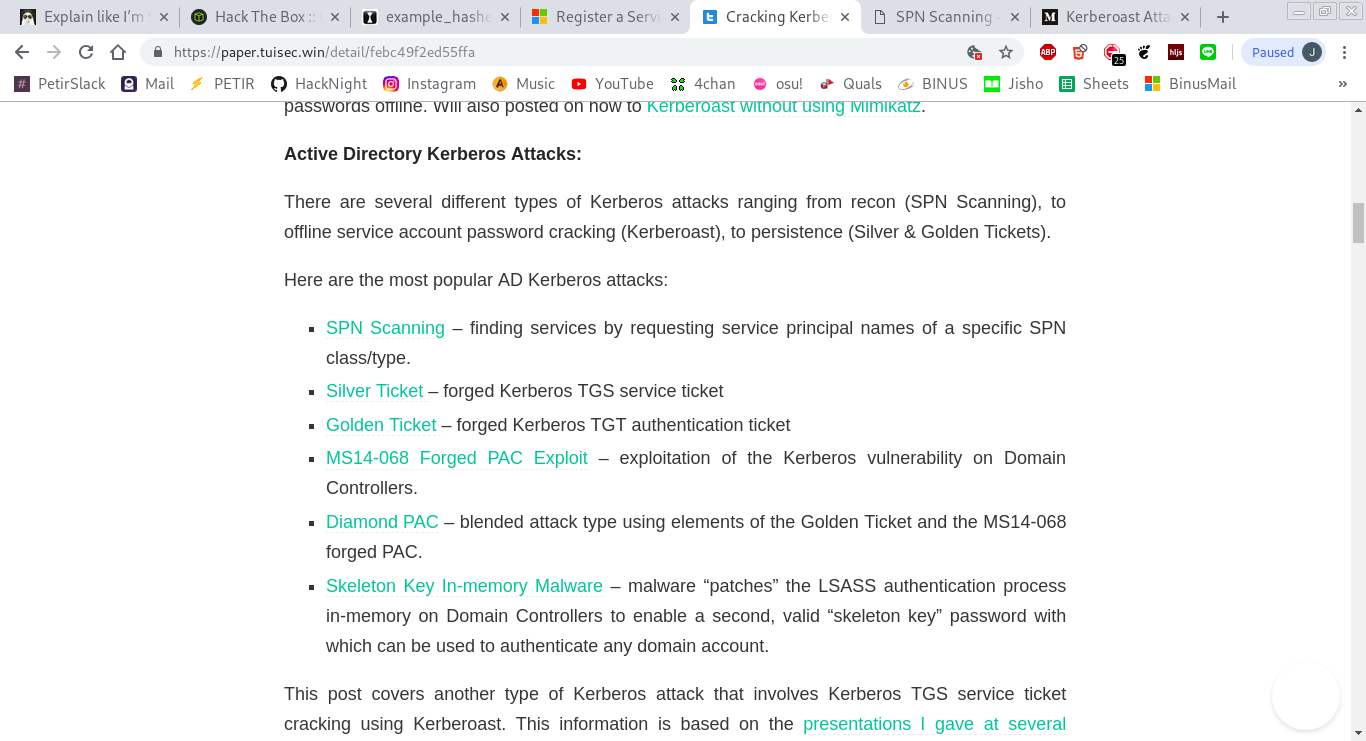 Explain like I’m
Hack The Box ::
example_hashe
Register a Servi
Cracking Kerbe
SPN Scanning
Kerberoast Atta
https://paper.tuisec.win/detail/febc49f2ed55ffa
ABP
25
hljs
Paused
J
PetirSlack
Mail
PETIR
HackNight
Instagram
Music
YouTube
4chan
osu!
Quals
BINUS
Jisho
Sheets
BinusMail
»
passwords offline. Will also posted on how to Kerberoast without using Mimikatz.
Active Directory Kerberos Attacks:
There are several different types of Kerberos attacks ranging from recon (SPN Scanning), to
offline service account password cracking (Kerberoast), to persistence (Silver & Golden Tickets).
Here are the most popular AD Kerberos attacks:
SPN Scanning – finding services by requesting service principal names of a specific SPN
class/type.
Silver Ticket – forged Kerberos TGS service ticket
Golden Ticket – forged Kerberos TGT authentication ticket
MS14-068 Forged PAC Exploit – exploitation of the Kerberos vulnerability on Domain
Controllers.
Diamond PAC – blended attack type using elements of the Golden Ticket and the MS14-068
forged PAC.
Skeleton Key In-memory Malware – malware “patches” the LSASS authentication process
in-memory on Domain Controllers to enable a second, valid “skeleton key” password with
which can be used to authenticate any domain account.
This post covers another type of Kerberos attack that involves Kerberos TGS service ticket
cracking using Kerberoast. This information is based on the presentations I gave at several